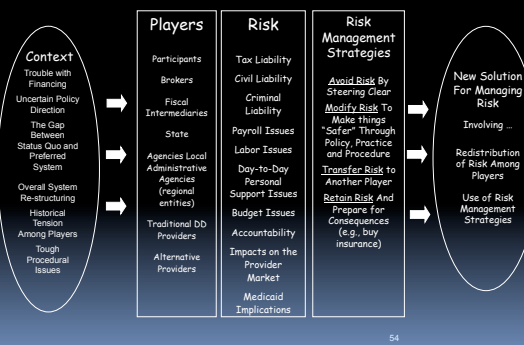 Context
Trouble with
Financing
Uncertain Policy
Direction
The Gap
Between
Status Quo and
Preferred
System
Overall System
Re-structuring
Historical
Tension
Among Players
Tough
Procedural
Issues
Players
Participants
Brokers
Fiscal
Intermediaries
State
Agencies Local
Administrative
Agencies
(regional
entities)
Traditional DD
Providers
Alternative
Providers
Risk
Tax Liability
Civil Liability
Criminal
Liability
Payroll Issues
Labor Issues
Day-to-Day
Personal
Support Issues
Budget Issues
Accountability
Impacts on the
Provider
Market
Medicaid
Implications
Risk
Management
Strategies
Avoid Risk By
Steering Clear
Modify Risk To
Make things
"Safer" Through
Policy, Practice
and Procedure
Transfer Risk to
Another Player
Retain Risk And
Prepare for
Consequences
(e.g., buy
insurance)
New Solution
For Managing
Risk
Involving ...
Redistribution
of Risk Among
Players
Use of Risk
Management
Strategies
54